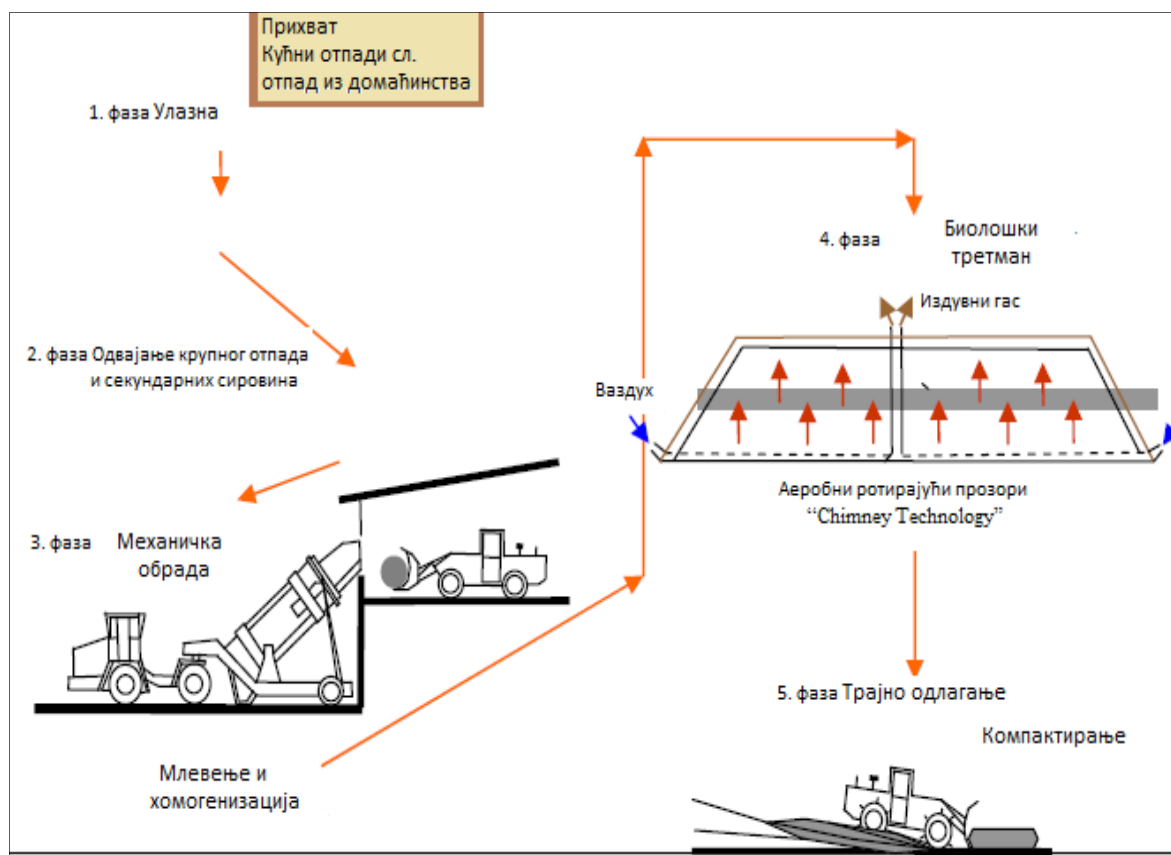 Прихват
Кућни отпади сл.
отпад из домаћинства
1. фаза Улазна
2. фаза Одвајање крупног отпада
и секундарних сировина
3. фаза Механичка
обрада
Млевење и
хомогенизација
4. фаза Биолошки
третман
Издувни гас
Ваздух
Аеробни ротирајући прозори
“Chimney Technology”
5. фаза Трајно одлагање
Компактирање